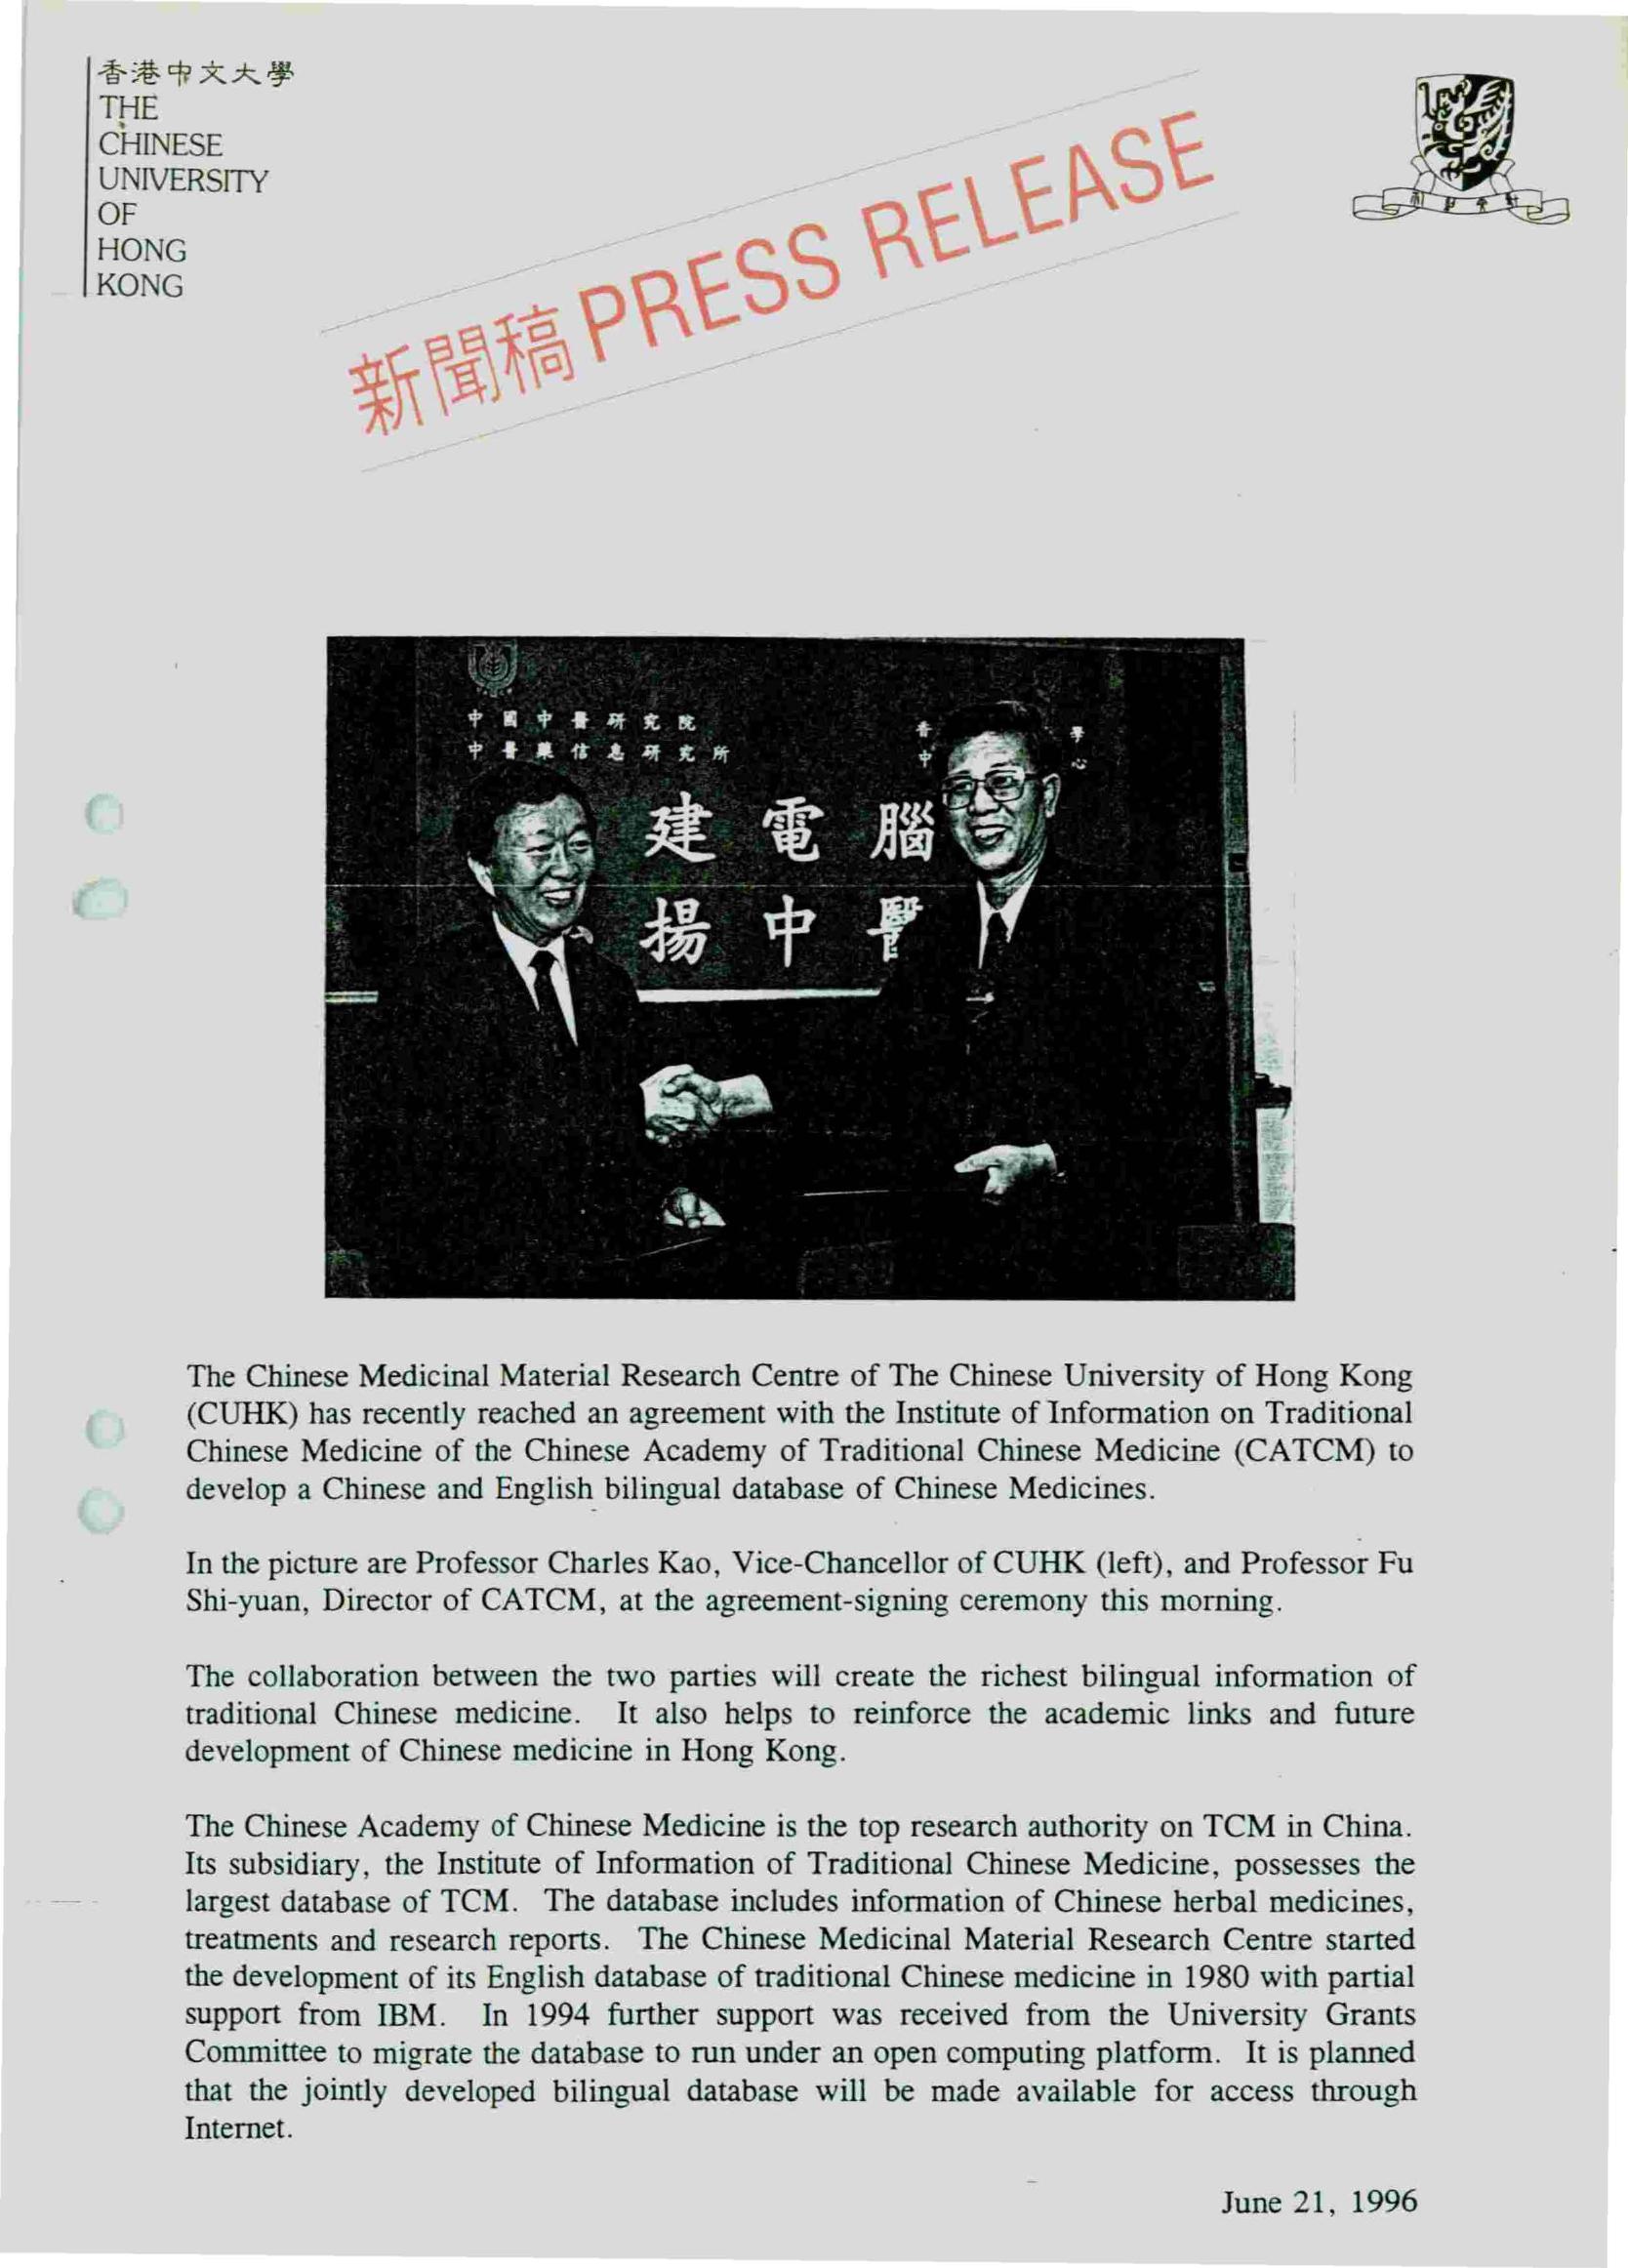 香港中文大學
THE
CHINESE
UNIVERSITY
OF
HONG
KONG
新聞稿 PRESS RELEASE
中國中醫研究院
中醫藥信息研究所
香 學
中 心
建電腦
揚中醫
The Chinese Medicinal Material Research Centre of The Chinese University of Hong Kong
(CUHK) has recently reached an agreement with the Institute of Information on Traditional
Chinese Medicine of the Chinese Academy of Traditional Chinese Medicine (CATCM) to
develop a Chinese and English bilingual database of Chinese Medicines.
In the picture are Professor Charles Kao, Vice-Chancellor of CUHK (left), and Professor Fu
Shi-yuan, Director of CATCM, at the agreement-signing ceremony this morning.
The collaboration between the two parties will create the richest bilingual information of
traditional Chinese medicine. It also helps to reinforce the academic links and future
development of Chinese medicine in Hong Kong.
The Chinese Academy of Chinese Medicine is the top research authority on TCM in China.
Its subsidiary, the Institute of Information of Traditional Chinese Medicine, possesses the
largest database of TCM. The database includes information of Chinese herbal medicines,
treatments and research reports. The Chinese Medicinal Material Research Centre started
the development of its English database of traditional Chinese medicine in 1980 with partial
support from IBM. In 1994 further support was received from the University Grants
Committee to migrate the database to run under an open computing platform. It is planned
that the jointly developed bilingual database will be made available for access through
Internet.
June 21, 1996